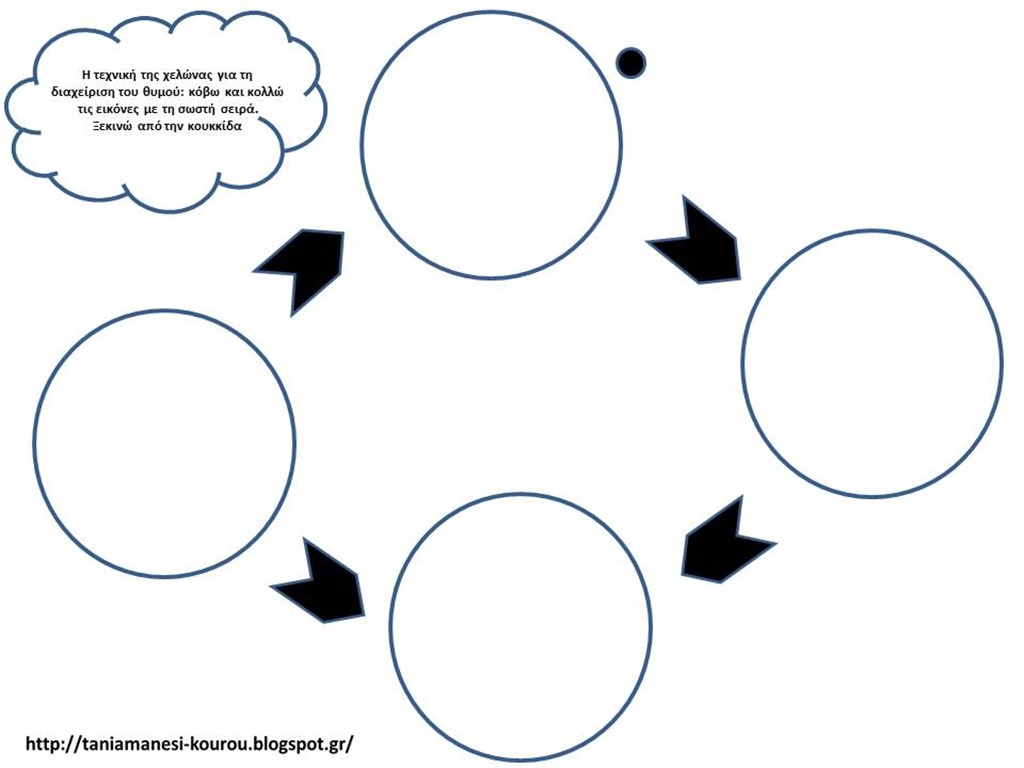 Η τεχνική της χελώνας για τη
διαχείριση του θυμού: κόβω και κολλώ
τις εικόνες με τη σωστή σειρά.
Ξεκινώ από την κουκκίδα
http://taniamanesi-kourou.blogspot.gr/